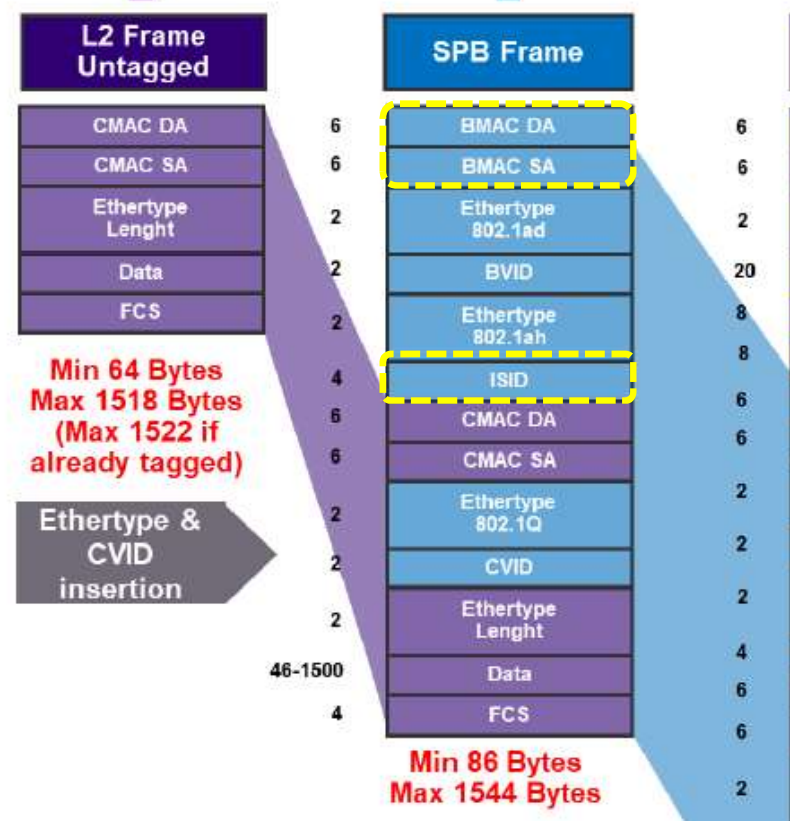 L2 Frame
Untagged
CMAC DA
CMAC SA
Ethertype
Lenght
Data
FCS
Min 64 Bytes
Max 1518 Bytes
(Max 1522 if
already tagged)
Ethertype &
CVID
insertion
6
6
2
2
2
4
6
6
2
2
2
46-1500
4
SPB Frame
BMAC DA
BMAC SA
Ethertype
802.1ad
BVID
Ethertype
802.1ah
ISID
CMAC DA
CMAC SA
Ethertype
802.1Q
CVID
Ethertype
Lenght
Data
FCS
Min 86 Bytes
Max 1544 Bytes
6
6
2
20
8
8
6
6
2
2
2
4
6
6
2